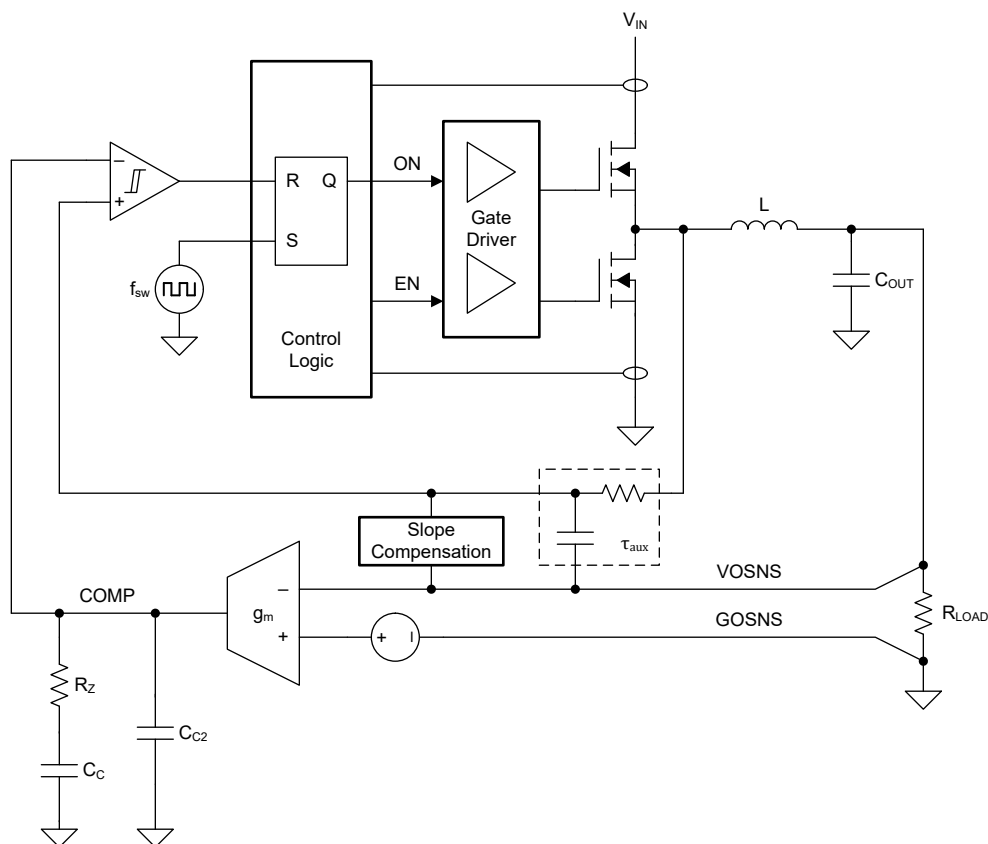 V_IN
−
+
R Q
S
ON
EN
Gate
Driver
L
C_OUT
f_sw
Control
Logic
Slope
Compensation
τ_aux
VOSNS
COMP
−
g_m
+
+ −
GOSNS
R_LOAD
R_Z
C_C2
C_C